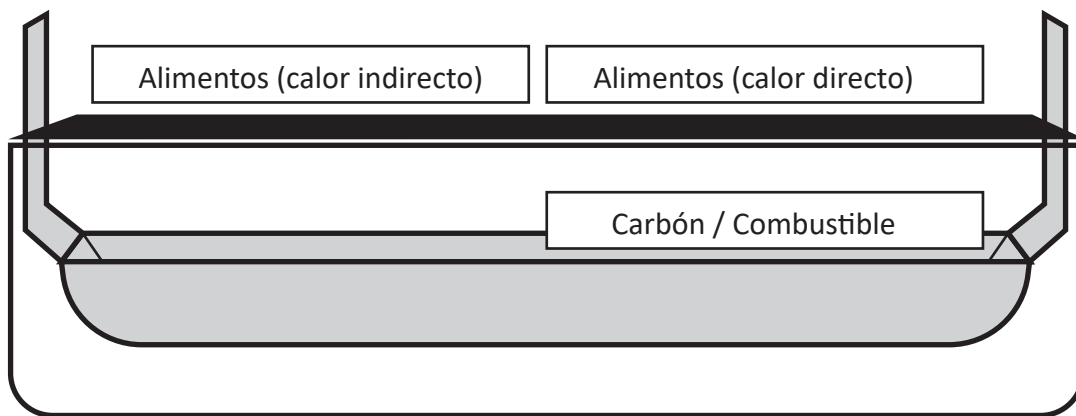 Alimentos (calor indirecto)
Alimentos (calor directo)
Carbón / Combustible